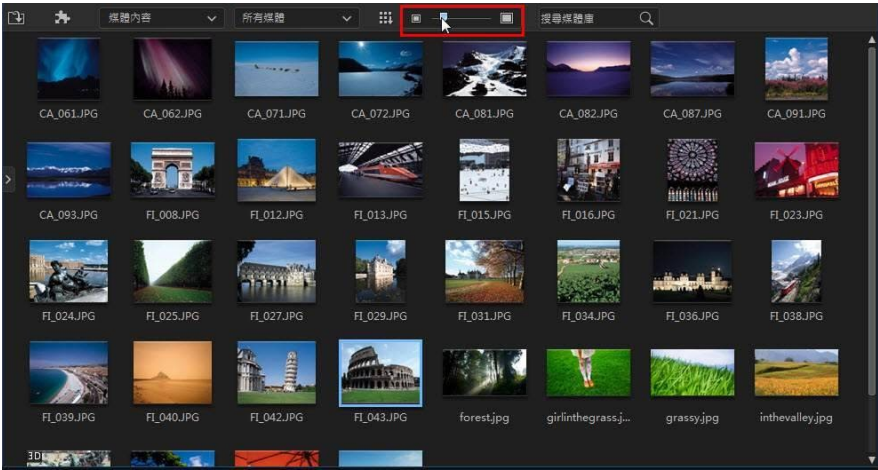 媒體內容 所有媒體 搜尋媒體庫
CA_061.JPG CA_062.JPG CA_071.JPG CA_072.JPG CA_081.JPG CA_082.JPG CA_087.JPG CA_091.JPG
CA_093.JPG FI_008.JPG FI_012.JPG FI_013.JPG FI_015.JPG FI_016.JPG FI_021.JPG FI_023.JPG
FI_024.JPG FI_025.JPG FI_027.JPG FI_029.JPG FI_031.JPG FI_034.JPG FI_036.JPG FI_038.JPG
FI_039.JPG FI_040.JPG FI_042.JPG FI_043.JPG forest.jpg girlinthegrass.j... grassy.jpg inthevalley.jpg
3D